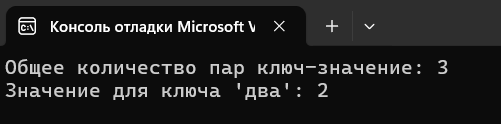 Консоль отладки Microsoft V
Общее количество пар ключ-значение: 3
Значение для ключа 'два': 2